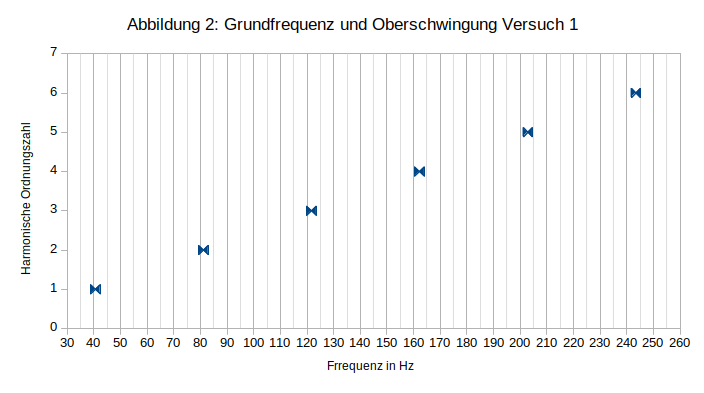 Abbildung 2: Grundfrequenz und Oberschwingung Versuch 1
7
6
5
4
3
2
1
0
Harmonische Ordnungszahl
30 40 50 60 70 80 90 100 110 120 130 140 150 160 170 180 190 200 210 220 230 240 250 260
Frrequenz in Hz